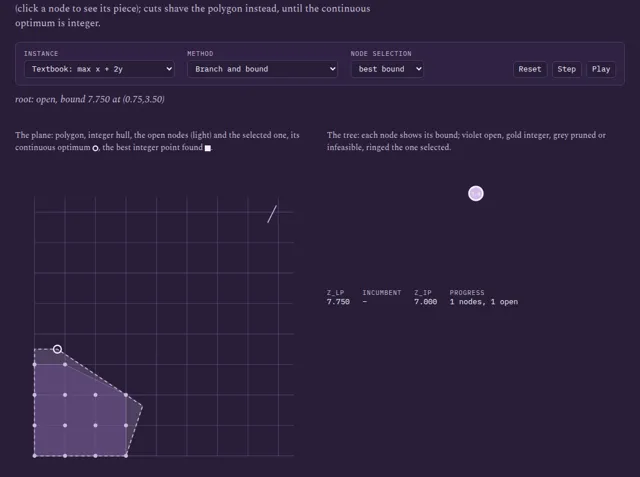 (click a node to see its piece); cuts shave the polygon instead, until the continuous
optimum is integer.
INSTANCE METHOD NODE SELECTION
Textbook: max x + 2y Branch and bound best bound Reset Step Play
root: open, bound 7.750 at (0.75,3.50)
The plane: polygon, integer hull, the open nodes (light) and the selected one, its
continuous optimum , the best integer point found .
The tree: each node shows its bound; violet open, gold integer, grey pruned or
infeasible, ringed the one selected.
Z_LP INCUMBENT Z_IP PROGRESS
7.750 – 7.000 1 nodes, 1 open